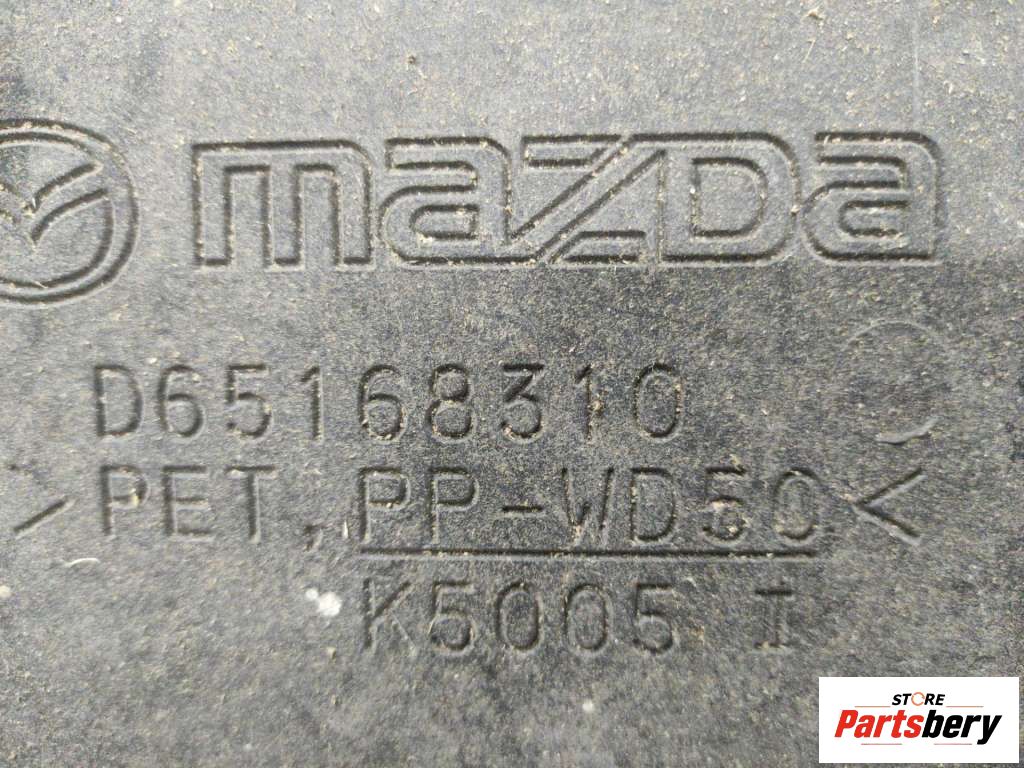 mazda
D65168310
>PET, PP-WD50<
K5005 I
STORE
Partsbery